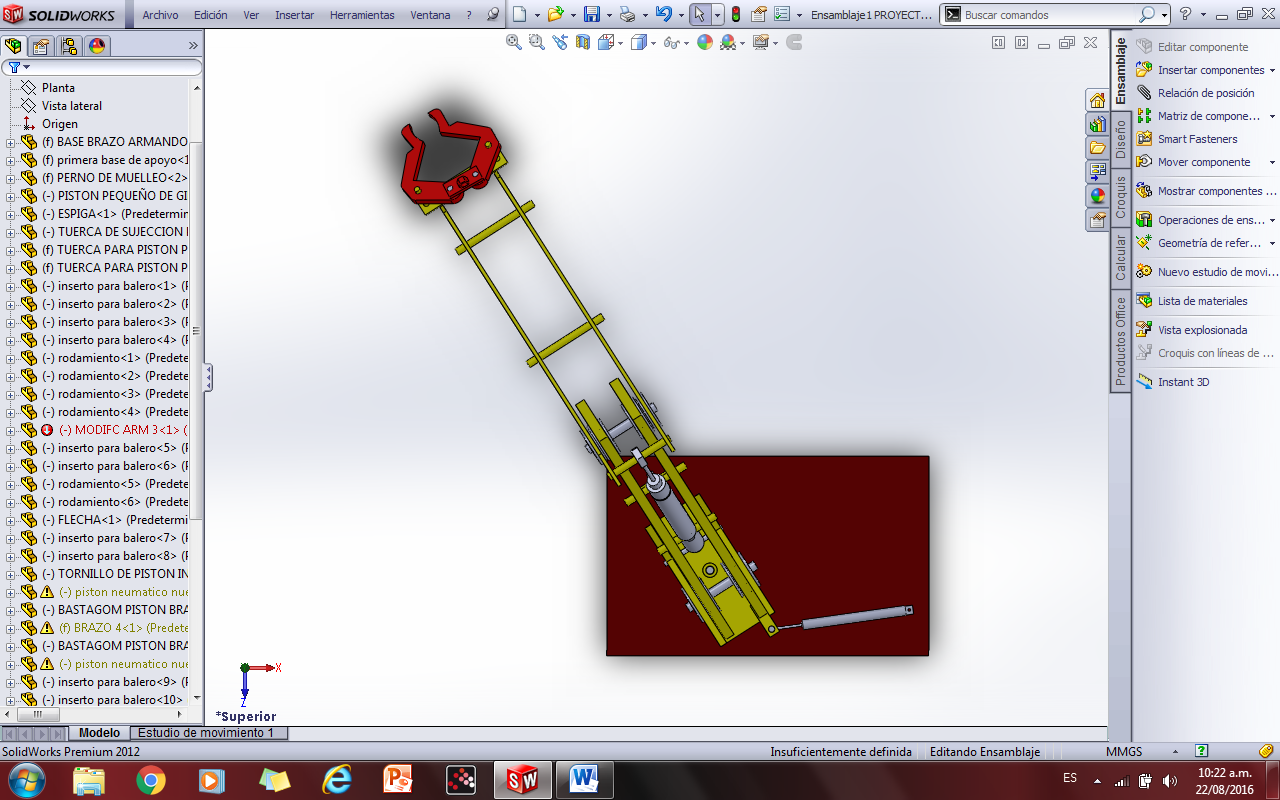 SOLIDWORKS
Archivo Edición Ver Insertar Herramientas Ventana ?
Ensamblaje1 PROYECT...
Buscar comandos
Planta
Vista lateral
Origen
(f) BASE BRAZO ARMANDO
(f) primera base de apoyo<1
(f) PERNO DE MUELLEO<2>
(-) PISTON PEQUEÑO DE GI
(-) ESPIGA<1> (Predetermin
(-) TUERCA DE SUJECCION
(f) TUERCA PARA PISTON P
(f) TUERCA PARA PISTON P
(-) inserto para balero<1> (P
(-) inserto para balero<2> (P
(-) inserto para balero<3> (P
(-) inserto para balero<4> (P
(-) rodamiento<1> (Predete
(-) rodamiento<2> (Predete
(-) rodamiento<3> (Predete
(-) rodamiento<4> (Predete
(-) MODIFC ARM 3<1> (
(-) inserto para balero<5> (P
(-) inserto para balero<6> (P
(-) rodamiento<5> (Predete
(-) rodamiento<6> (Predete
(-) FLECHA<1> (Predetermi
(-) inserto para balero<7> (P
(-) inserto para balero<8> (P
(-) TORNILLO DE PISTON IN
(-) piston neumatico nue
(-) BASTAGOM PISTON BRA
(f) BRAZO 4<1> (Predete
(-) BASTAGOM PISTON BRA
(-) piston neumatico nue
(-) inserto para balero<9> (P
(-) inserto para balero<10>
X
Z
*Superior
Ensamblaje
Diseño
Croquis
Calcular
Productos Office
Editar componente
Insertar componentes
Relación de posición
Matriz de compone...
Smart Fasteners
Mover componente
Mostrar componentes ...
Operaciones de ens...
Geometría de refer...
Nuevo estudio de movi...
Lista de materiales
Vista explosionada
Croquis con líneas de ...
Instant 3D
Modelo Estudio de movimiento 1
SolidWorks Premium 2012 Insuficientemente definida Editando Ensamblaje MMGS
ES
10:22 a.m.
22/08/2016